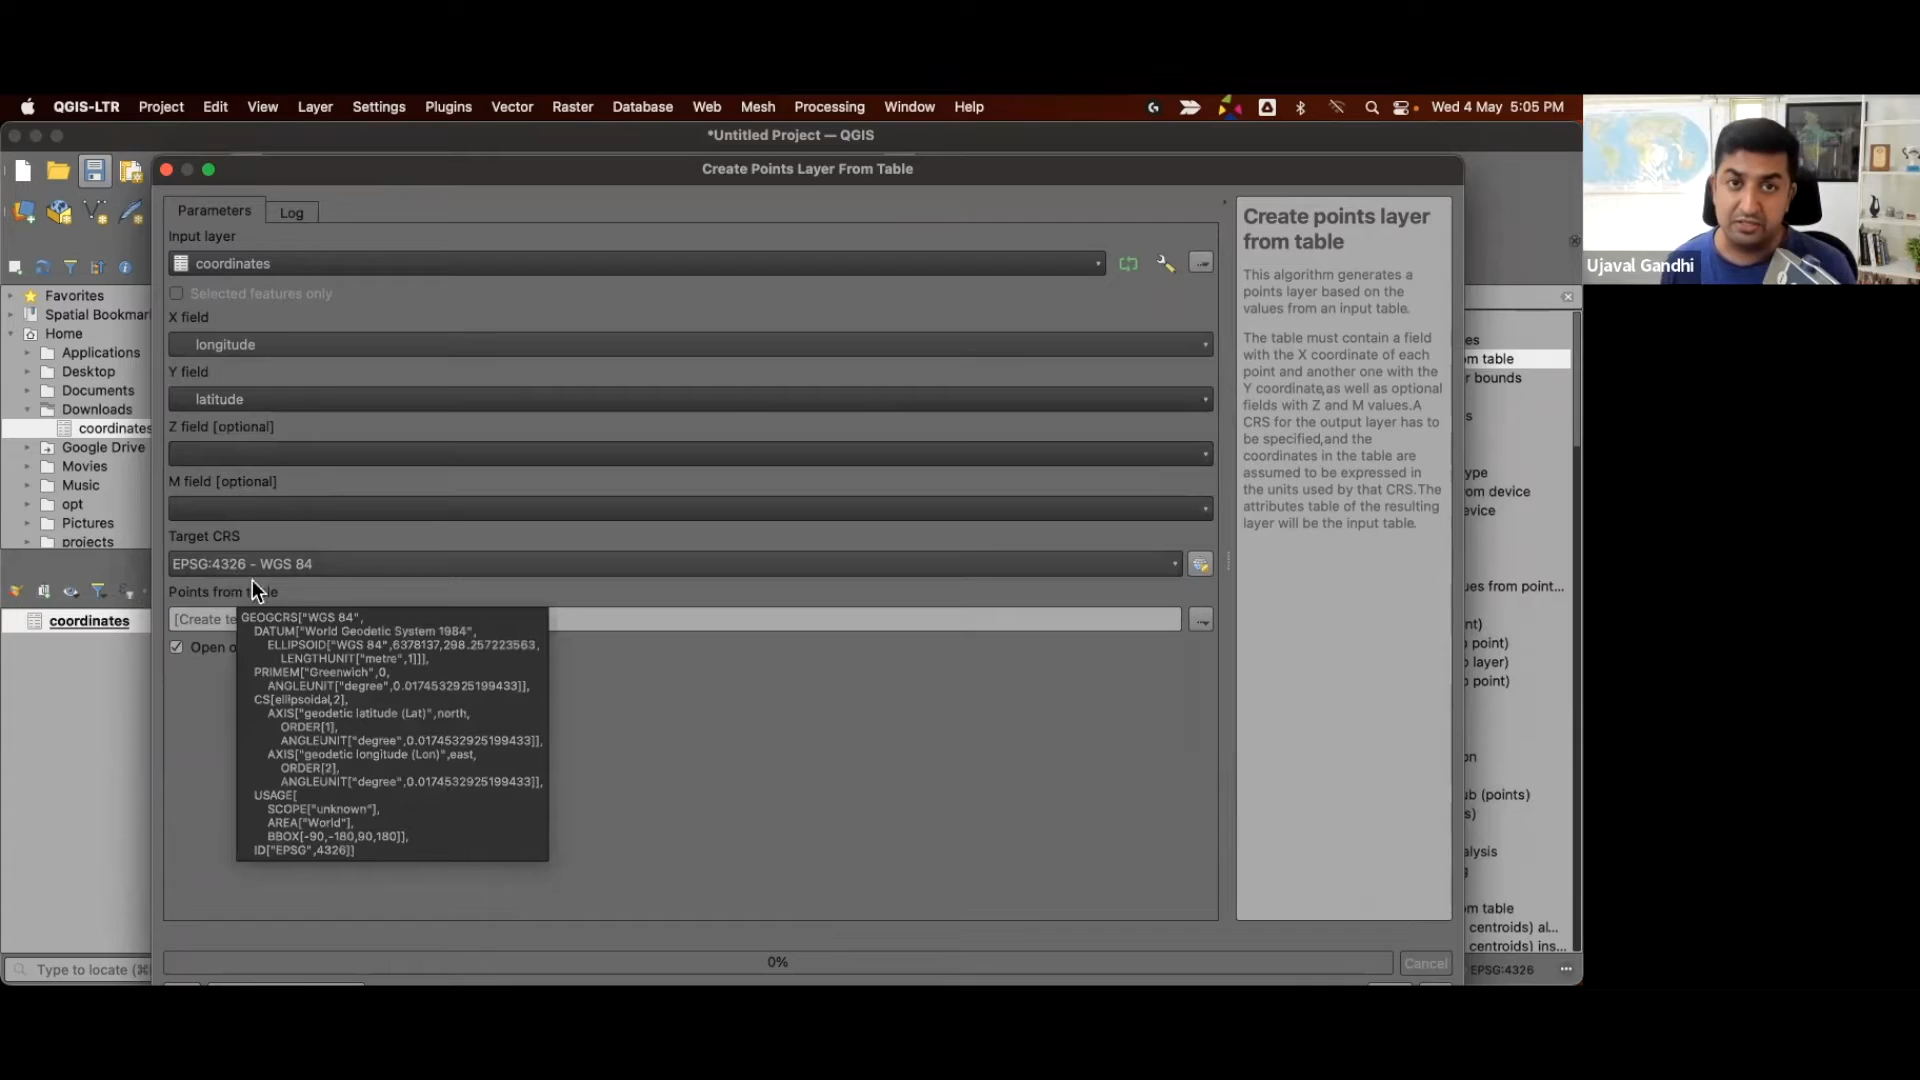 QGIS-LTR Project Edit View Layer Settings Plugins Vector Raster Database Web Mesh Processing Window Help
Wed 4 May 5:05 PM
*Untitled Project — QGIS
Create Points Layer From Table
Parameters
Log
Input layer
coordinates
Selected features only
X field
longitude
Y field
latitude
Z field [optional]
M field [optional]
Target CRS
EPSG:4326 - WGS 84
Points from
[Create te
Open o
GEOGCRS["WGS 84",
DATUM["World Geodetic System 1984",
ELLIPSOID["WGS 84",6378137,298.257223563,
LENGTHUNIT["metre",1]]],
PRIMEM["Greenwich",0,
ANGLEUNIT["degree",0.0174532925199433]],
CS[ellipsoidal,2],
AXIS["geodetic latitude (Lat)",north,
ORDER[1],
ANGLEUNIT["degree",0.0174532925199433]],
AXIS["geodetic longitude (Lon)",east,
ORDER[2],
ANGLEUNIT["degree",0.0174532925199433]],
USAGE[
SCOPE["unknown"],
AREA["World"],
BBOX[-90,-180,90,180]],
ID["EPSG",4326]]
0%
Cancel
Create points layer
from table
This algorithm generates a
points layer based on the
values from an input table.
The table must contain a field
with the X coordinate of each
point and another one with the
Y coordinate,as well as optional
fields with Z and M values.A
CRS for the output layer has to
be specified,and the
coordinates in the table are
assumed to be expressed in
the units used by that CRS.The
attributes table of the resulting
layer will be the input table.
Favorites
Spatial Bookmar
Home
Applications
Desktop
Documents
Downloads
coordinates
Google Drive
Movies
Music
opt
Pictures
projects
coordinates
Type to locate (⌘
es
om table
r bounds
s
ype
om device
evice
ues from point...
nt)
o point)
o layer)
o point)
on
ub (points)
s)
alysis
om table
centroids) al...
centroids) ins...
EPSG:4326
Ujaval Gandhi